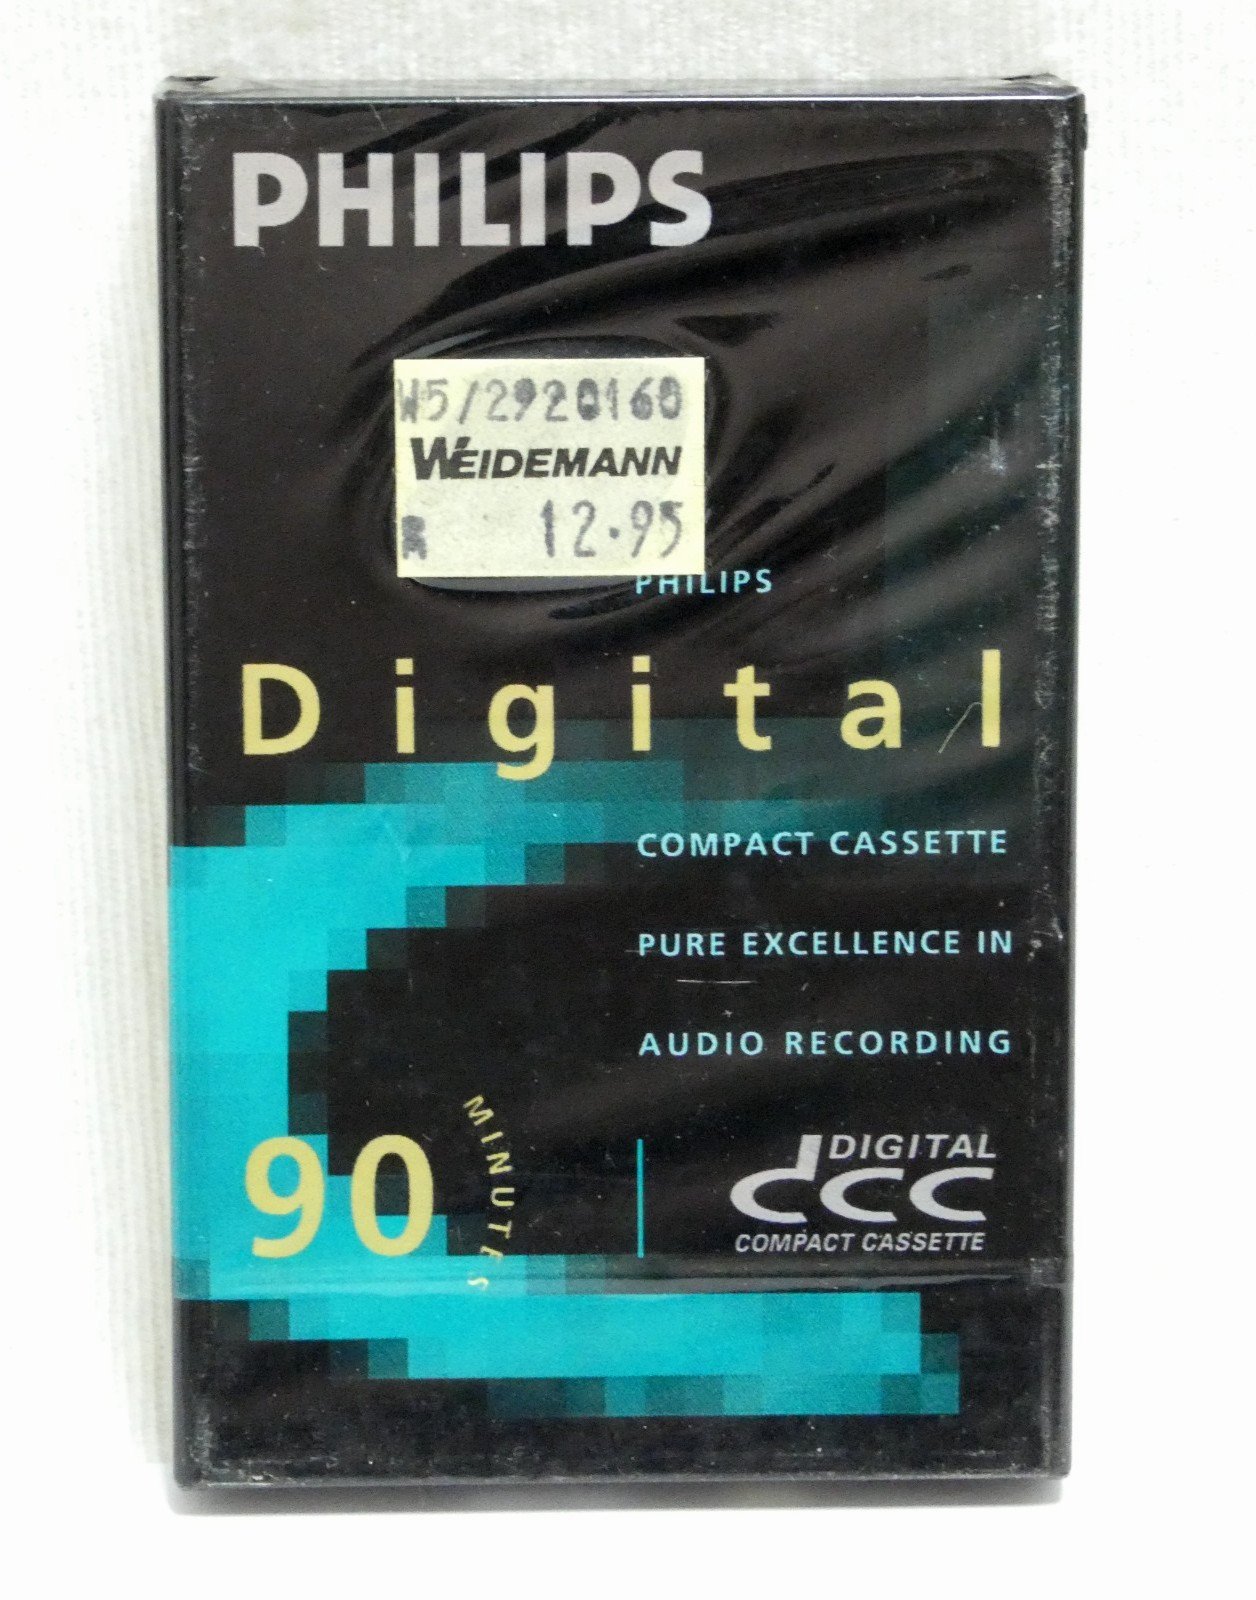 PHILIPS
W5/2920160
WEIDEMANN
R 12.95
PHILIPS
Digital
COMPACT CASSETTE
PURE EXCELLENCE IN
AUDIO RECORDING
90 MINUTES
DIGITAL
dcc
COMPACT CASSETTE